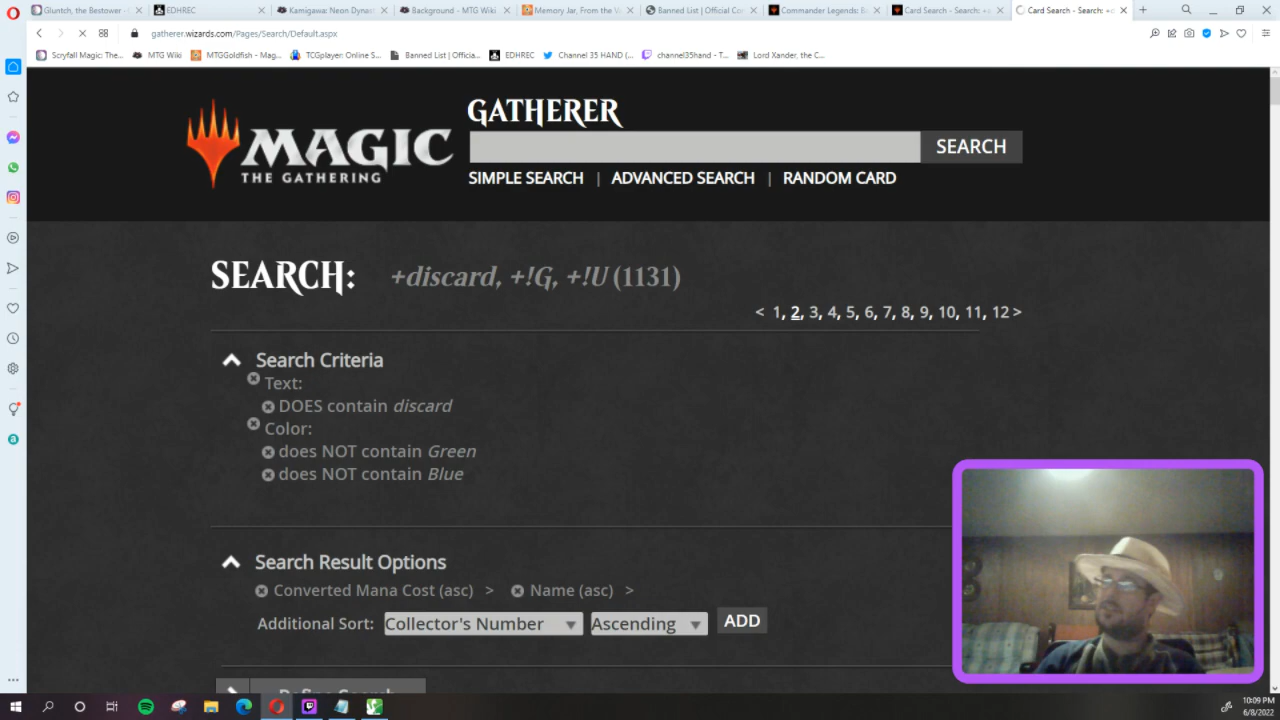 Gluntch, the Bestower -
EDHREC
Kamigawa: Neon Dynast
Background - MTG Wiki
Memory Jar, From the V
Banned List | Official Co
Commander Legends: B
Card Search - Search: +
Card Search - Search: +
gatherer.wizards.com/Pages/Search/Default.aspx
Scryfall Magic: The...
MTG Wiki
MTGGoldfish - Mag...
TCGplayer: Online S...
Banned List | Officia...
EDHREC
Channel 35 HAND (...
channel35hand - T...
Lord Xander, the C...
MAGIC
THE GATHERING
GATHERER
SEARCH
SIMPLE SEARCH | ADVANCED SEARCH | RANDOM CARD
SEARCH: +discard, +!G, +!U (1131)
< 1, 2, 3, 4, 5, 6, 7, 8, 9, 10, 11, 12 >
Search Criteria
Text:
DOES contain discard
Color:
does NOT contain Green
does NOT contain Blue
Search Result Options
Converted Mana Cost (asc) > Name (asc) >
Additional Sort: Collector's Number Ascending ADD
Refine Search
10:09 PM
6/8/2022